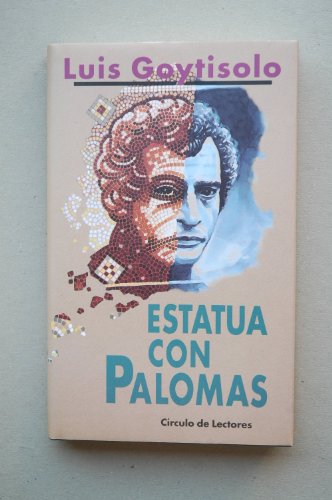 Luis Goytisolo
ESTATUA
CON
PALOMAS
Círculo de Lectores